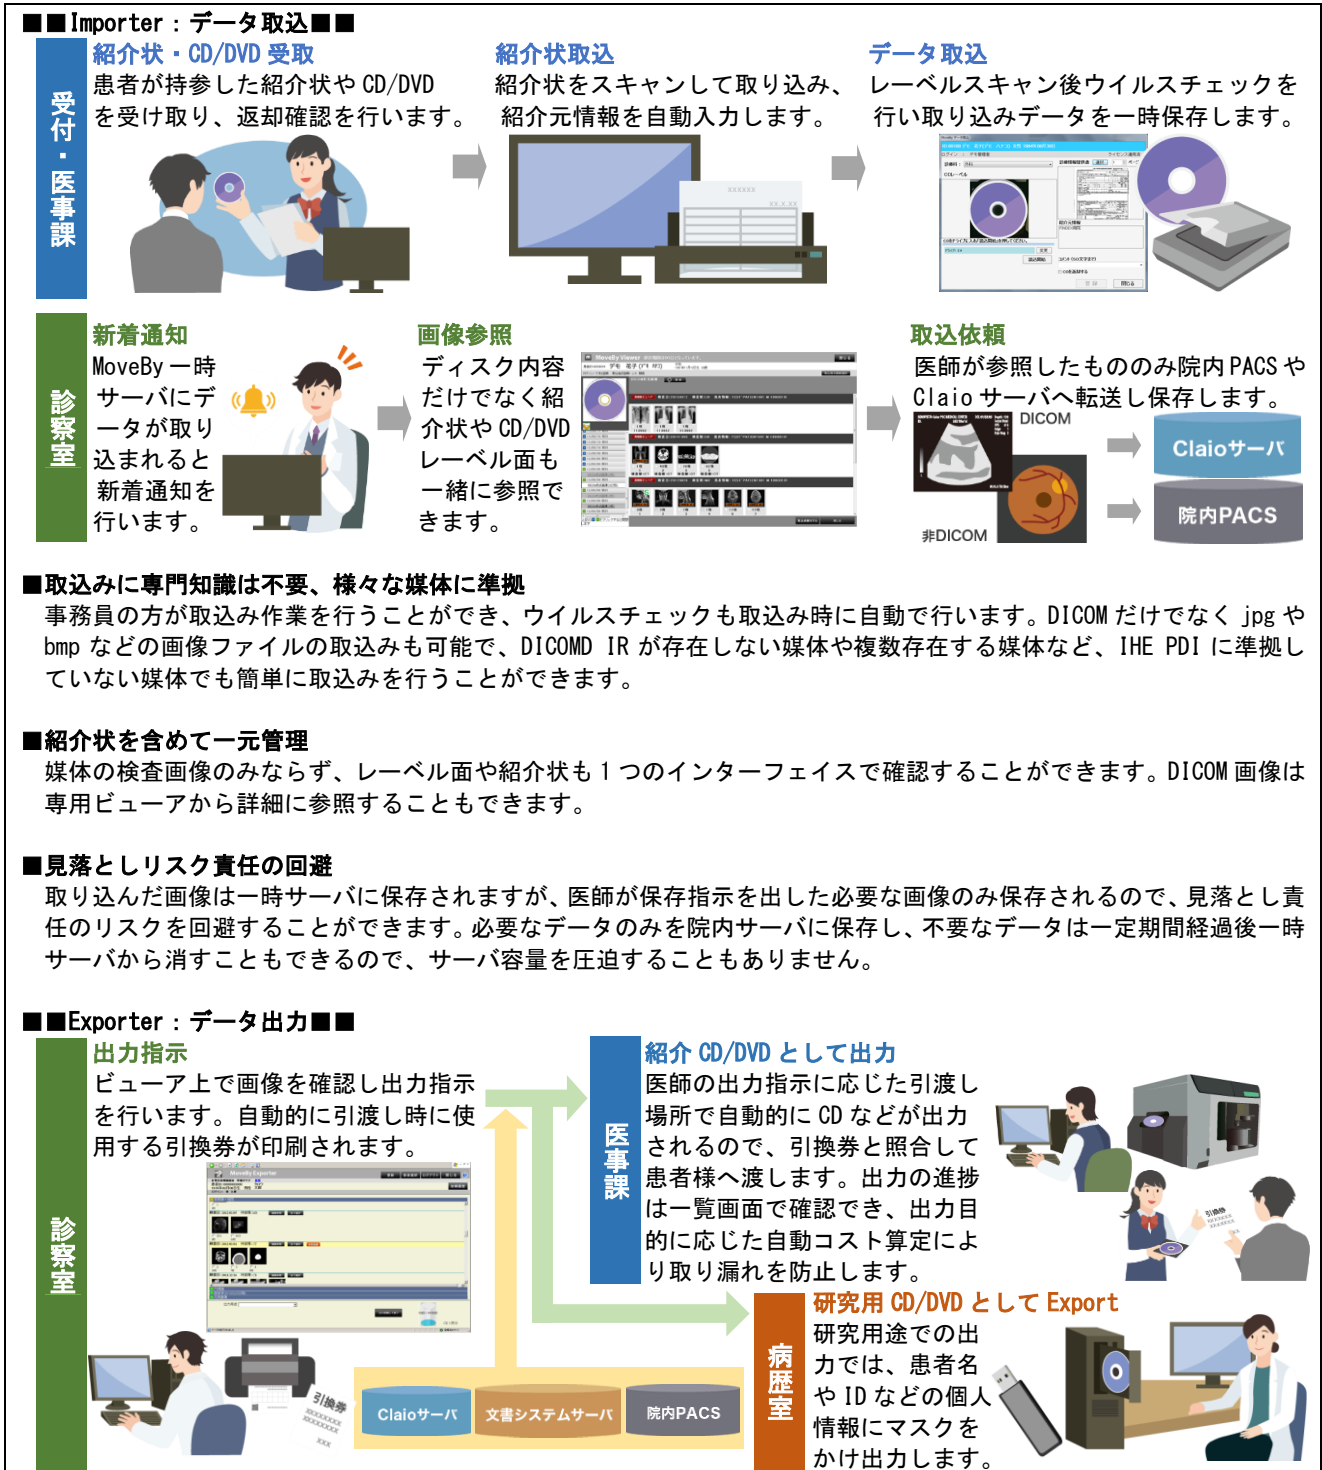 ■■Importer：データ取込■■
受付・医事課
紹介状・CD/DVD 受取
患者が持参した紹介状や CD/DVD
を受け取り、返却確認を行います。
紹介状取込
紹介状をスキャンして取り込み、
紹介元情報を自動入力します。
XXXXXX
XX.X.XX
データ取込
レーベルスキャン後ウイルスチェックを
行い取り込みデータを一時保存します。
CDレーベル
閉じる
診察室
新着通知
MoveBy 一時
サーバにデ
ータが取り
込まれると
新着通知を
行います。
画像参照
ディスク内容
だけでなく紹
介状や CD/DVD
レーベル面も
一緒に参照で
きます。
MoveBy Viewer
取込依頼
医師が参照したもののみ院内 PACS や
Claio サーバへ転送し保存します。
DICOM
非DICOM
Claioサーバ
院内PACS
■取込みに専門知識は不要、様々な媒体に準拠
事務員の方が取込み作業を行うことができ、ウイルスチェックも取込み時に自動で行います。DICOM だけでなく jpg や
bmp などの画像ファイルの取込みも可能で、DICOMD IR が存在しない媒体や複数存在する媒体など、IHE PDI に準拠し
ていない媒体でも簡単に取込みを行うことができます。
■紹介状を含めて一元管理
媒体の検査画像のみならず、レーベル面や紹介状も 1 つのインターフェイスで確認することができます。DICOM 画像は
専用ビューアから詳細に参照することもできます。
■見落としリスク責任の回避
取り込んだ画像は一時サーバに保存されますが、医師が保存指示を出した必要な画像のみ保存されるので、見落とし責
任のリスクを回避することができます。必要なデータのみを院内サーバに保存し、不要なデータは一定期間経過後一時
サーバから消すこともできるので、サーバ容量を圧迫することもありません。
■■Exporter：データ出力■■
診察室
出力指示
ビューア上で画像を確認し出力指示
を行います。自動的に引渡し時に使
用する引換券が印刷されます。
MoveBy Exporter
引換券
XXXXXXXX
XXXXXXXX
XXX
Claioサーバ
文書システムサーバ
院内PACS
医事課
紹介 CD/DVD として出力
医師の出力指示に応じた引渡し
場所で自動的に CD などが出力
されるので、引換券と照合して
患者様へ渡します。出力の進捗
は一覧画面で確認でき、出力目
的に応じた自動コスト算定によ
り取り漏れを防止します。
引換券
病歴室
研究用 CD/DVD として Export
研究用途での出
力では、患者名
や ID などの個人
情報にマスクを
かけ出力します。